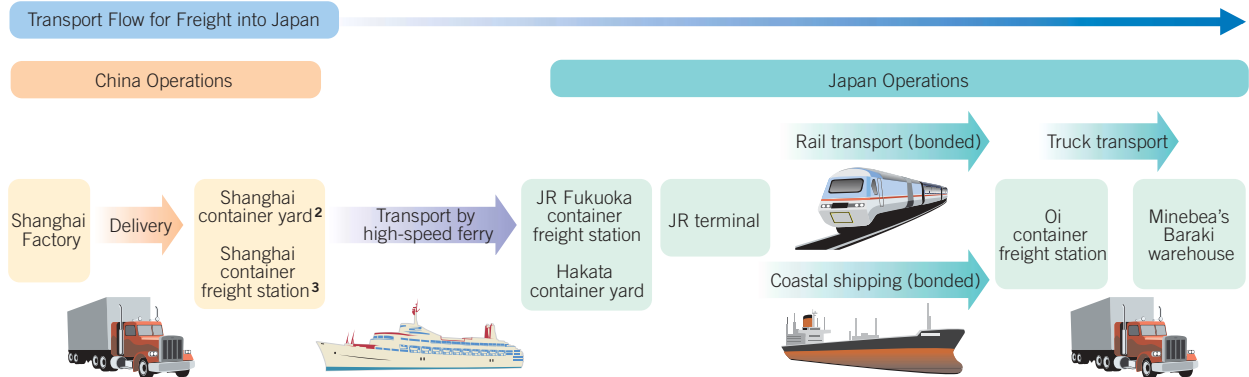 Transport Flow for Freight into Japan
China Operations
Japan Operations
Shanghai
Factory
Delivery
Shanghai
container yard2
Shanghai
container
freight station3
Transport by
high-speed ferry
JR Fukuoka
container
freight station
Hakata
container yard
JR terminal
Rail transport (bonded)
Coastal shipping (bonded)
Oi
container
freight station
Truck transport
Minebea's
Baraki
warehouse